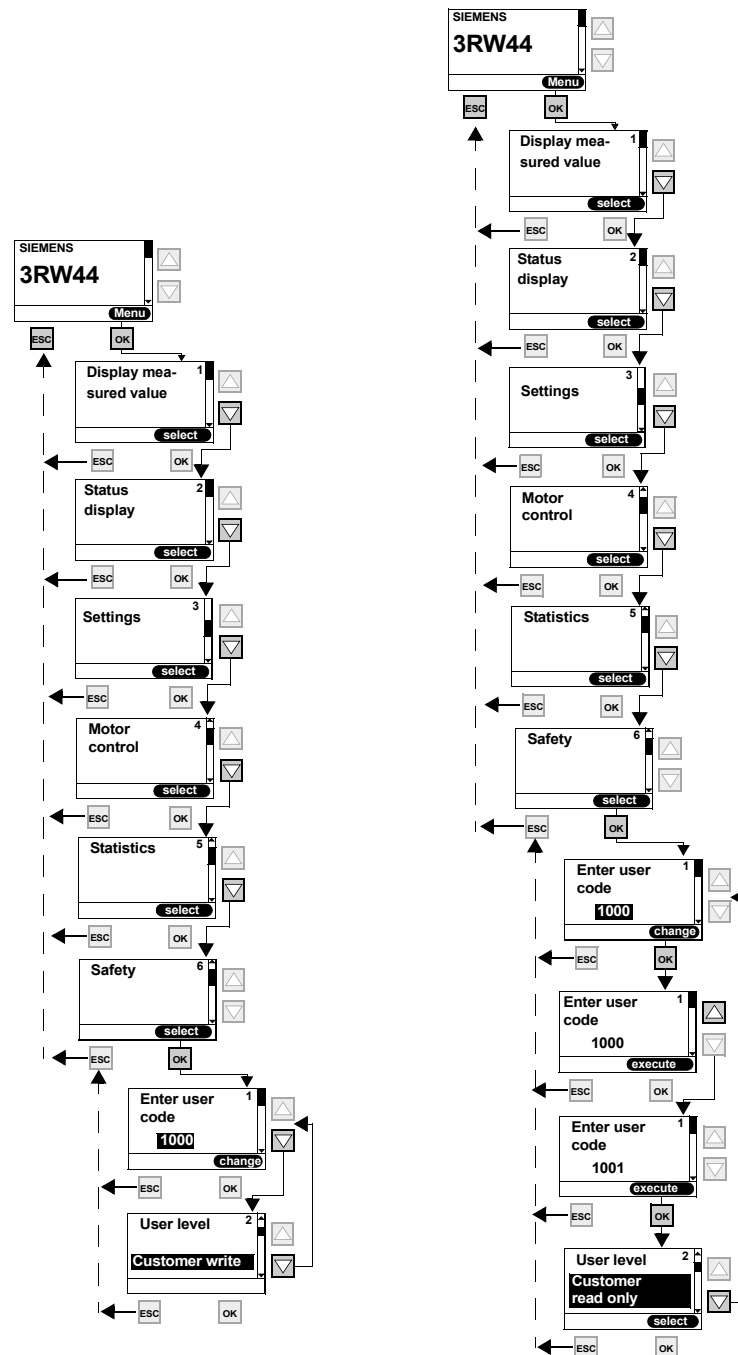 SIEMENS
3RW44
Menu
ESC
OK
Display mea-
sured value
1
select
ESC
OK
Status
display
2
select
ESC
OK
Settings
3
select
ESC
OK
Motor
control
4
select
ESC
OK
Statistics
5
select
ESC
OK
Safety
6
select
ESC
OK
Enter user
code
1
1000
change
ESC
OK
User level
2
Customer write
ESC
OK
SIEMENS
3RW44
Menu
ESC
OK
Display mea-
sured value
1
select
ESC
OK
Status
display
2
select
ESC
OK
Settings
3
select
ESC
OK
Motor
control
4
select
ESC
OK
Statistics
5
select
ESC
OK
Safety
6
select
ESC
OK
Enter user
code
1
1000
change
ESC
OK
Enter user
code
1
1000
execute
ESC
OK
Enter user
code
1
1001
execute
ESC
OK
User level
2
Customer
read only
select
ESC
OK